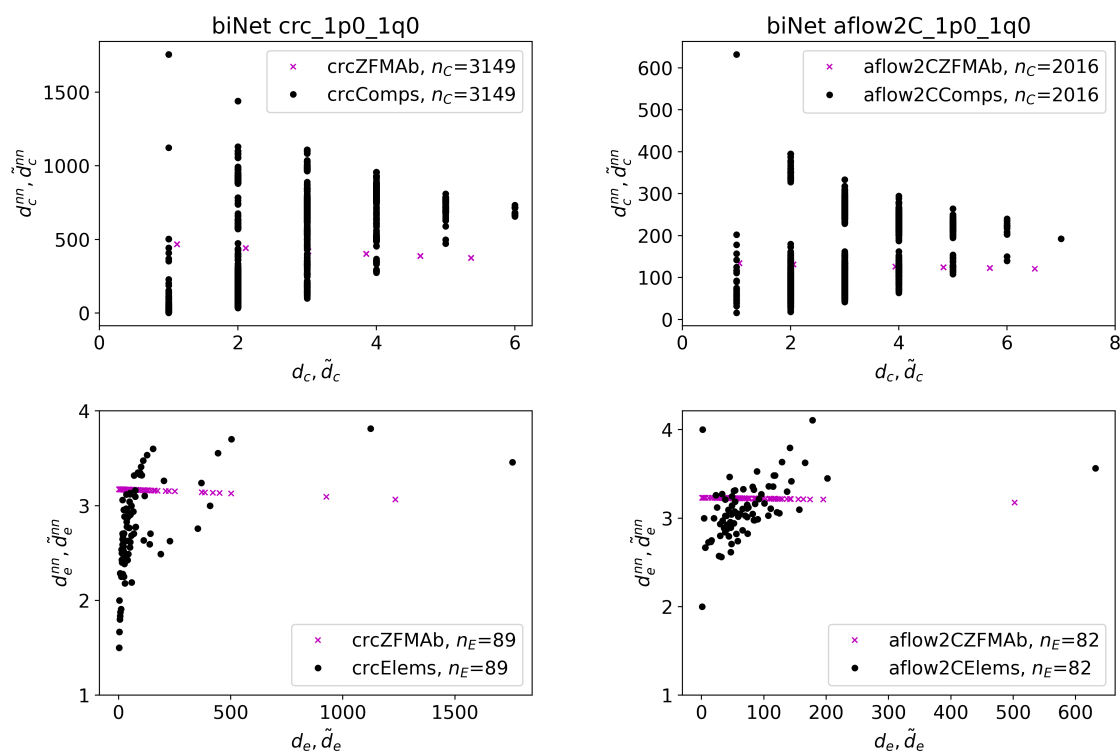 biNet crc_1p0_1q0
1500
1000
500
0
0
2
4
6
d_c, d̃_c
d_c^{nn}, d̃_c^{nn}
crcZFMAb, n_C=3149
crcComps, n_C=3149
biNet aflow2C_1p0_1q0
600
500
400
300
200
100
0
0
2
4
6
8
d_c, d̃_c
d_c^{nn}, d̃_c^{nn}
aflow2CZFMAb, n_C=2016
aflow2CComps, n_C=2016
4
3
2
1
0
500
1000
1500
d_e, d̃_e
d_e^{nn}, d̃_e^{nn}
crcZFMAb, n_E=89
crcElems, n_E=89
4
3
2
1
0
100
200
300
400
500
600
d_e, d̃_e
d_e^{nn}, d̃_e^{nn}
aflow2CZFMAb, n_E=82
aflow2CElems, n_E=82